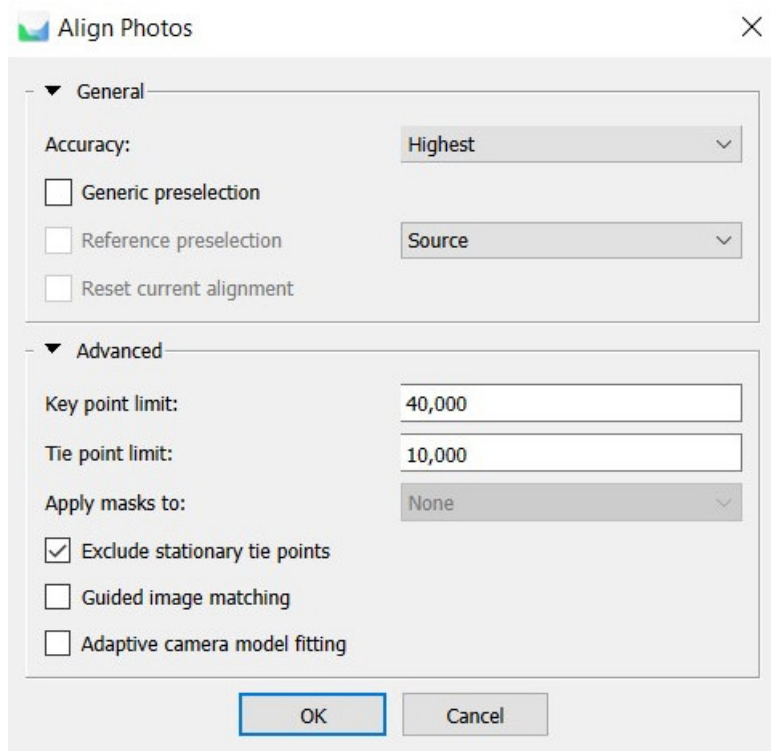 Align Photos
General
Accuracy: Highest
Generic preselection
Reference preselection Source
Reset current alignment
Advanced
Key point limit: 40,000
Tie point limit: 10,000
Apply masks to: None
Exclude stationary tie points
Guided image matching
Adaptive camera model fitting
OK Cancel